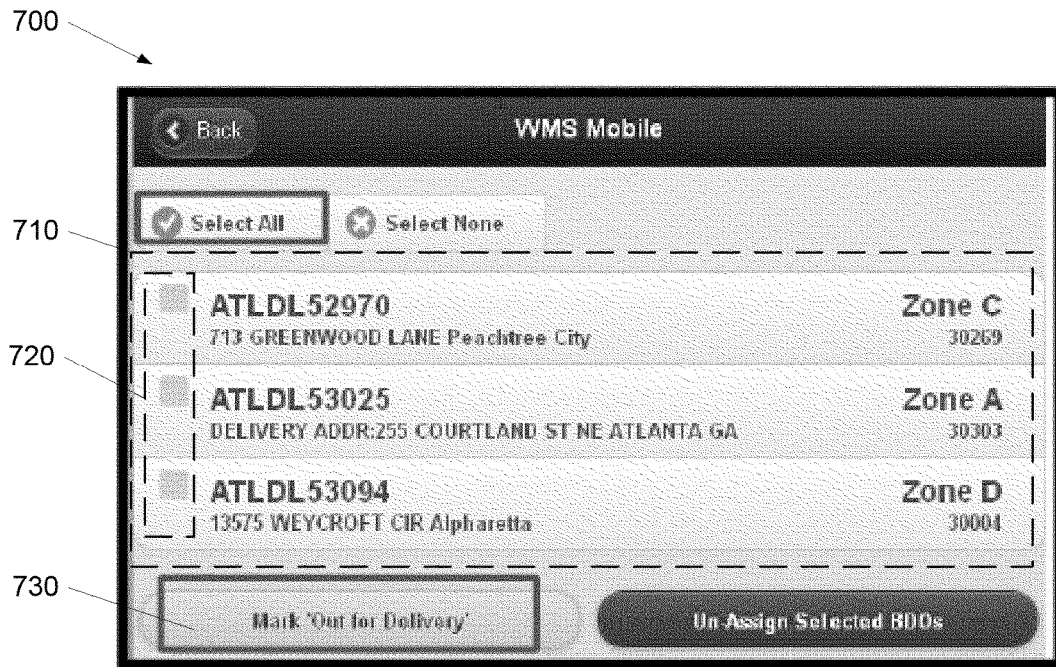 700
Back
WMS Mobile
710
Select All
Select None
ATLDL52970
Zone C
713 GREENWOOD LANE Peachtree City
30269
720
ATLDL53025
Zone A
DELIVERY ADDR:255 COURTLAND ST NE ATLANTA GA
30303
ATLDL53094
Zone D
13575 WEYCROFT CIR Alpharetta
30004
730
Mark 'Out for Delivery'
Un-Assign Selected BDDs